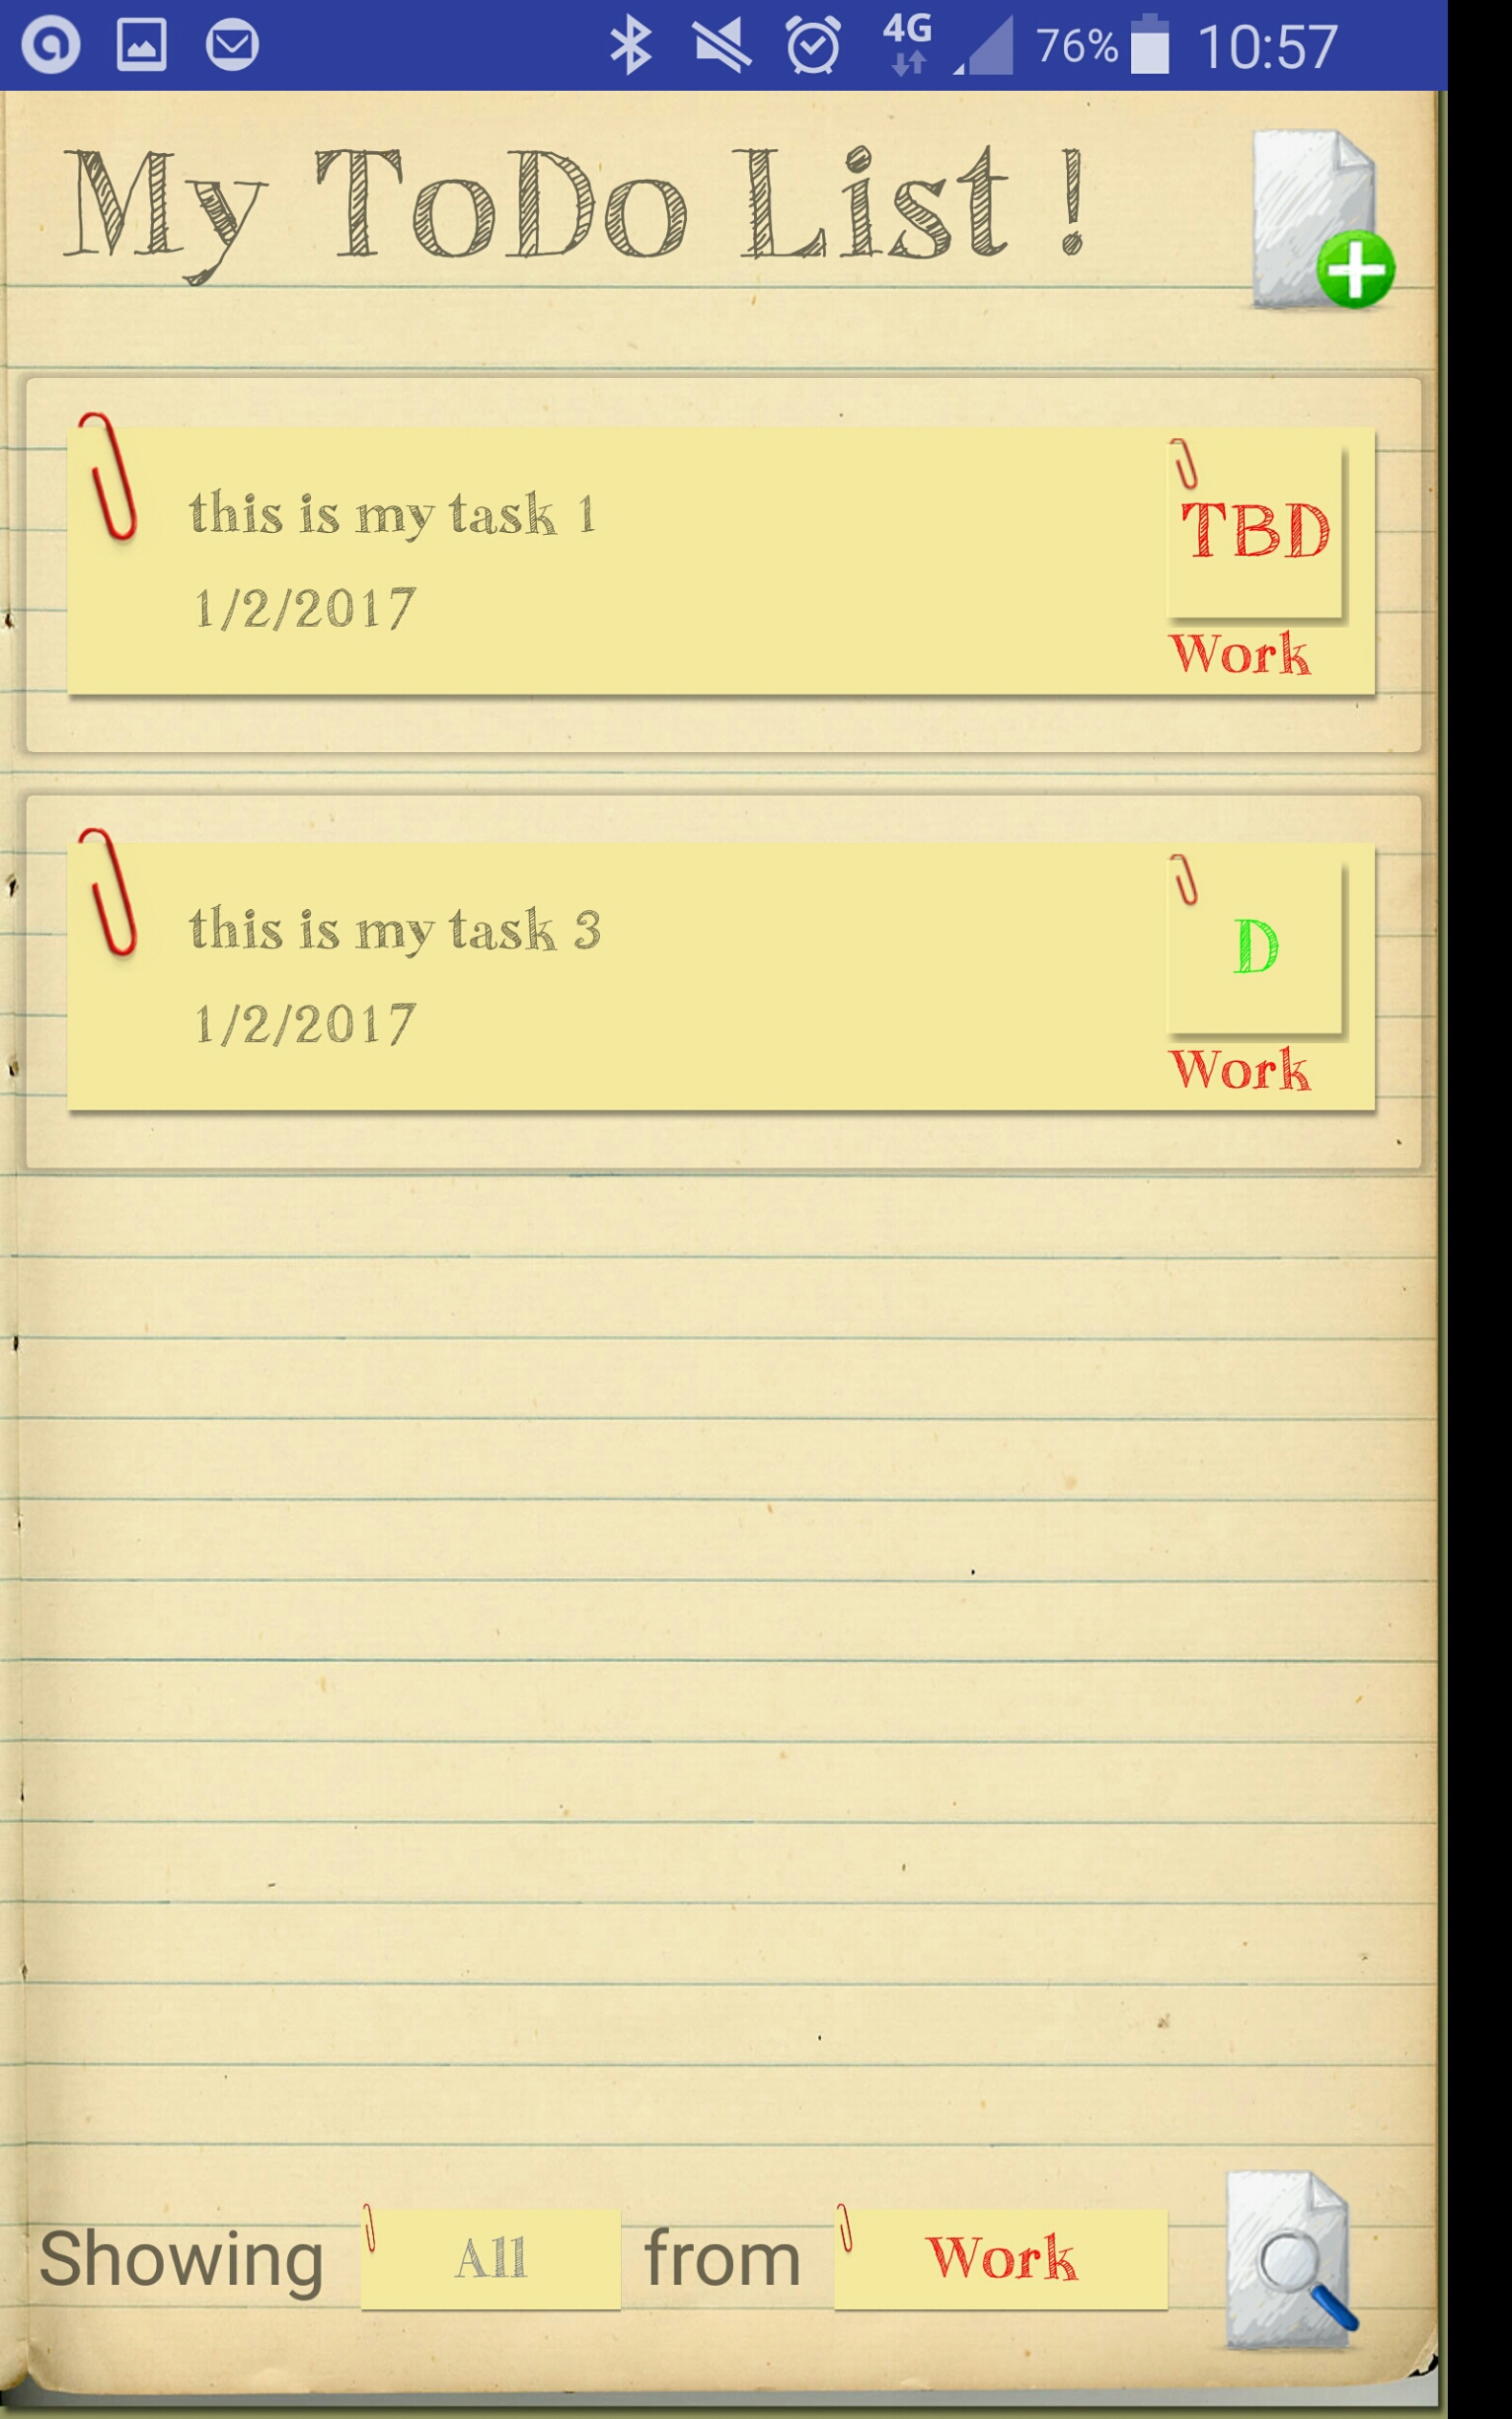 4G 76% 10:57
My ToDo List !
this is my task 1
TBD
1/2/2017
Work
this is my task 3
D
1/2/2017
Work
Showing All from Work